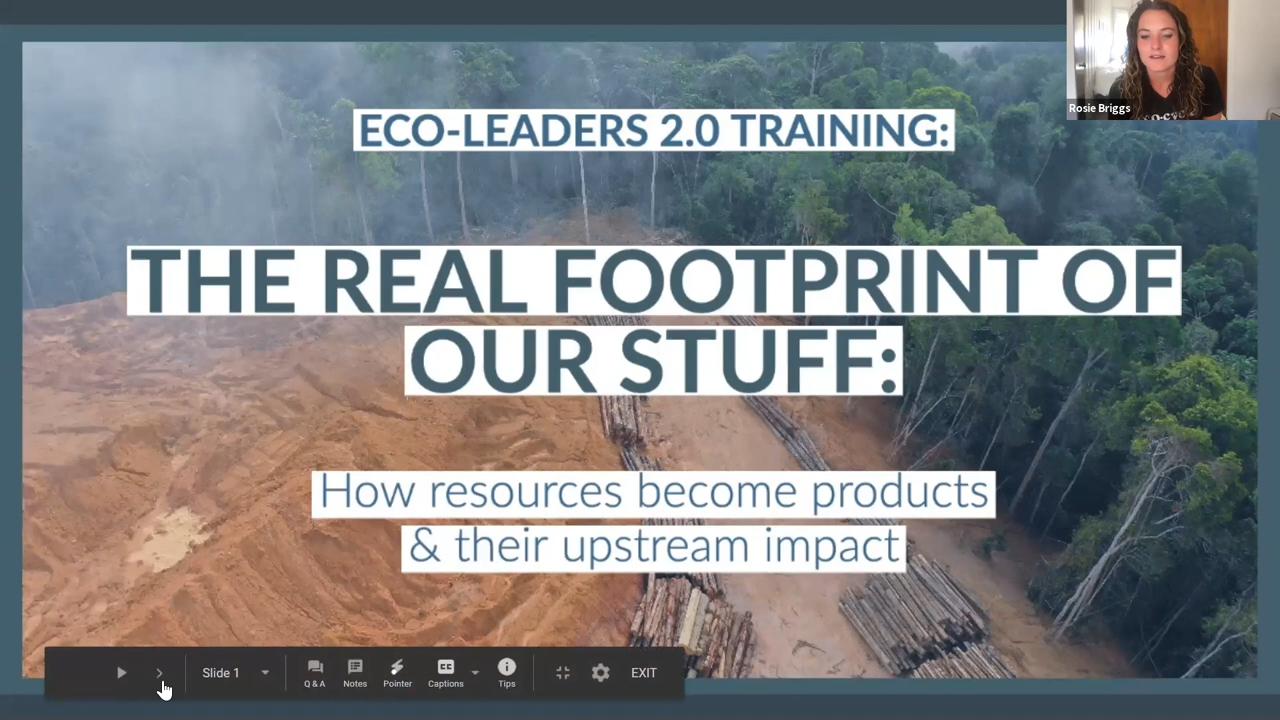 Rosie Briggs
ECO-LEADERS 2.0 TRAINING:
THE REAL FOOTPRINT OF
OUR STUFF:
How resources become products
& their upstream impact
Slide 1
Q & A
Notes
Pointer
Captions
Tips
EXIT